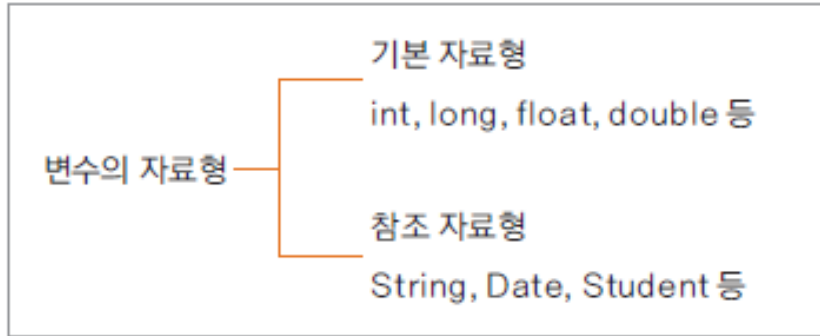 기본 자료형
int, long, float, double 등
변수의 자료형
참조 자료형
String, Date, Student 등